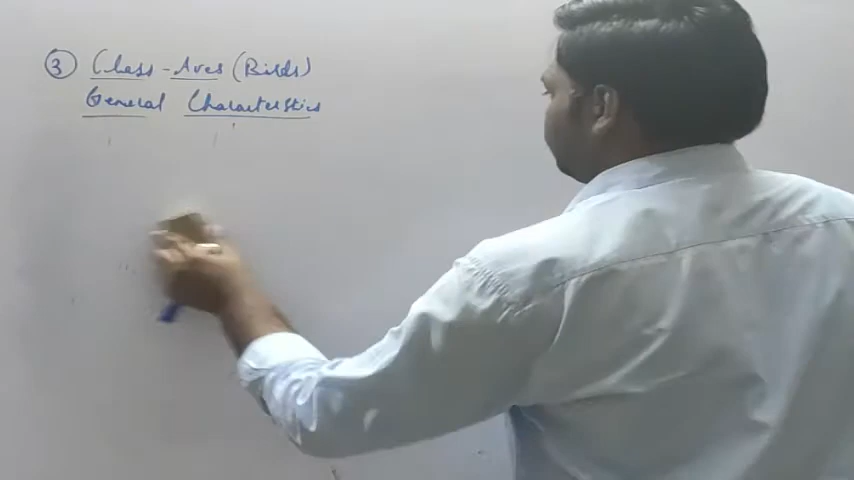 ③ Class - Aves (Birds)
General Characteristics